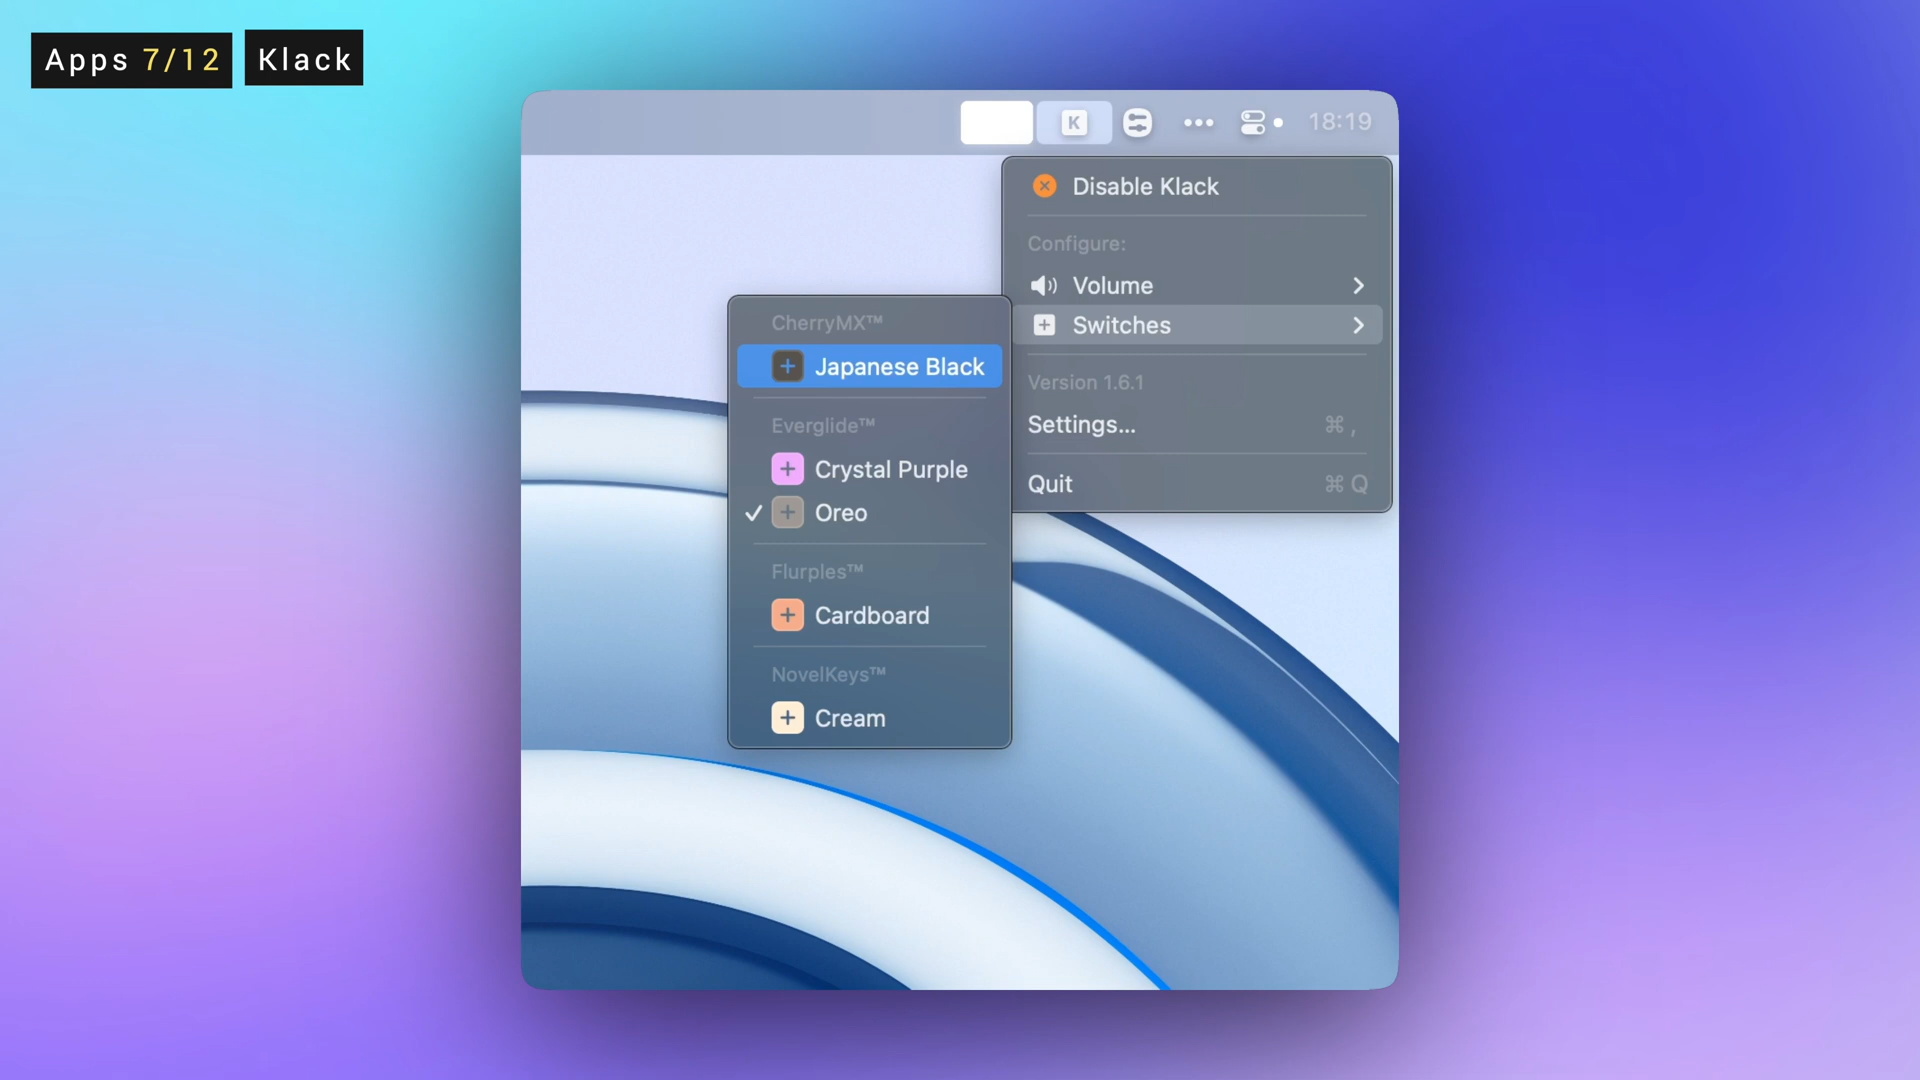 Apps 7/12 Klack
K
18:19
Disable Klack
Configure:
Volume
Switches
Version 1.6.1
Settings... ⌘ ,
Quit ⌘ Q
CherryMX™
Japanese Black
Everglide™
Crystal Purple
Oreo
Flurples™
Cardboard
NovelKeys™
Cream